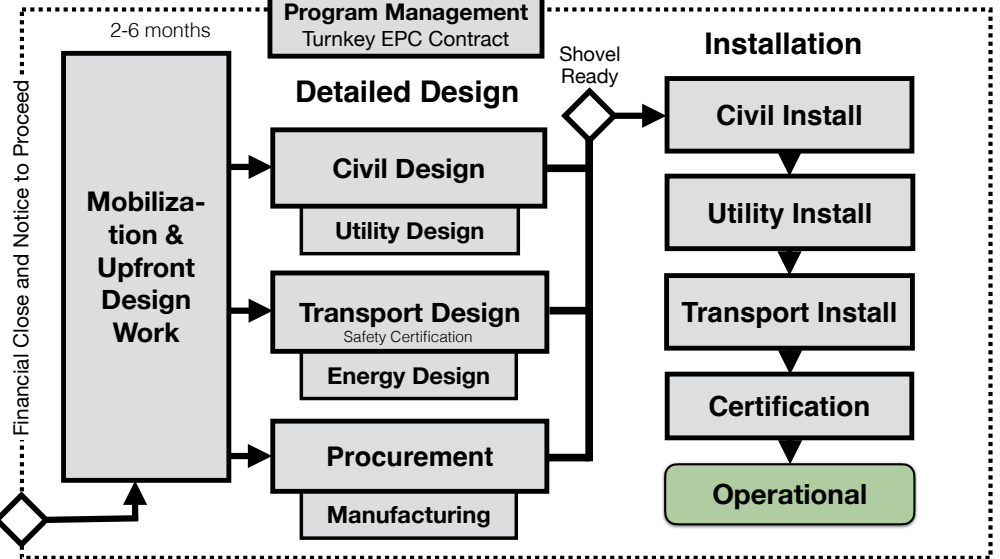 Program Management
Turnkey EPC Contract
2-6 months
Financial Close and Notice to Proceed
Mobiliza-
tion &
Upfront
Design
Work
Detailed Design
Civil Design
Utility Design
Transport Design
Safety Certification
Energy Design
Procurement
Manufacturing
Shovel
Ready
Installation
Civil Install
Utility Install
Transport Install
Certification
Operational